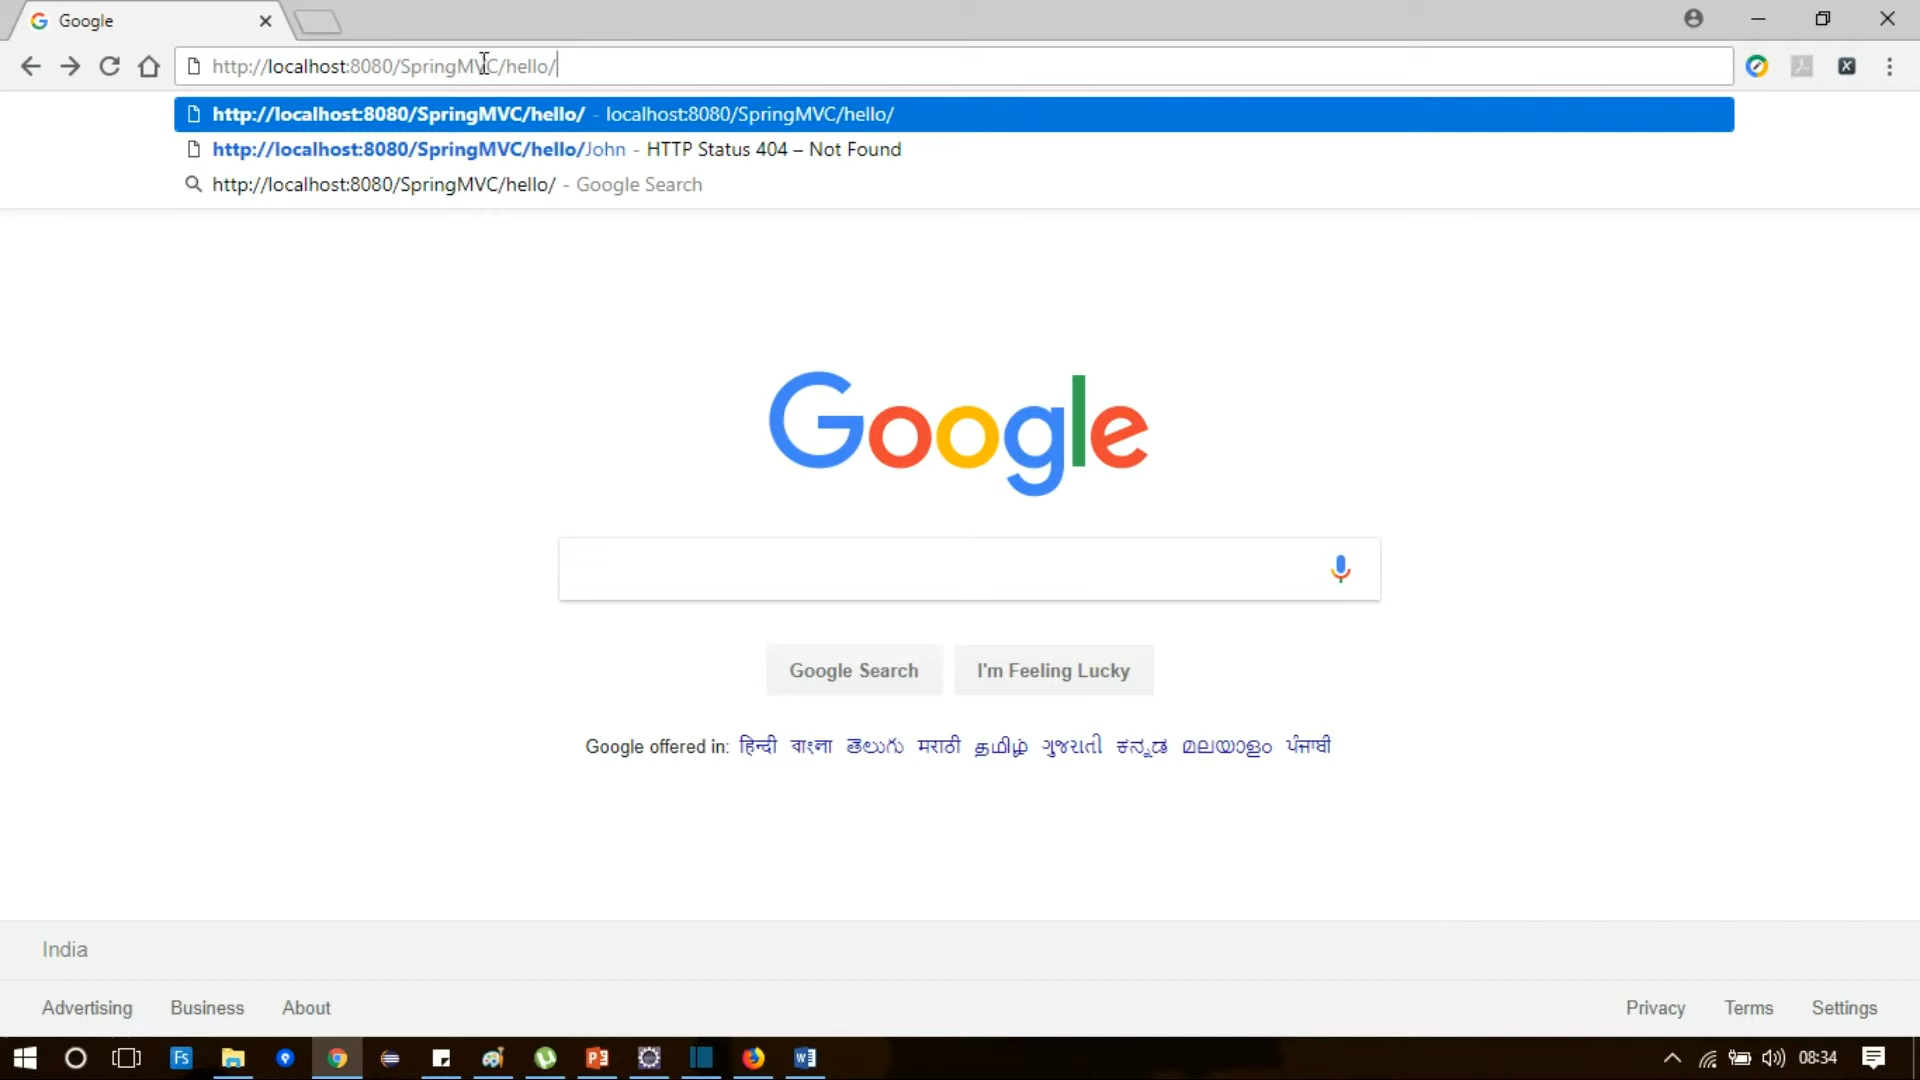 Google
http://localhost:8080/SpringMVC/hello/
http://localhost:8080/SpringMVC/hello/ - localhost:8080/SpringMVC/hello/
http://localhost:8080/SpringMVC/hello/John - HTTP Status 404 – Not Found
http://localhost:8080/SpringMVC/hello/ - Google Search
Google
Google Search I'm Feeling Lucky
Google offered in: हिन्दी বাংলা తెలుగు मराठी தமிழ் ગુજરાતી ಕನ್ನಡ മലയാളം ਪੰਜਾਬੀ
India
Advertising Business About Privacy Terms Settings
Fs 08:34